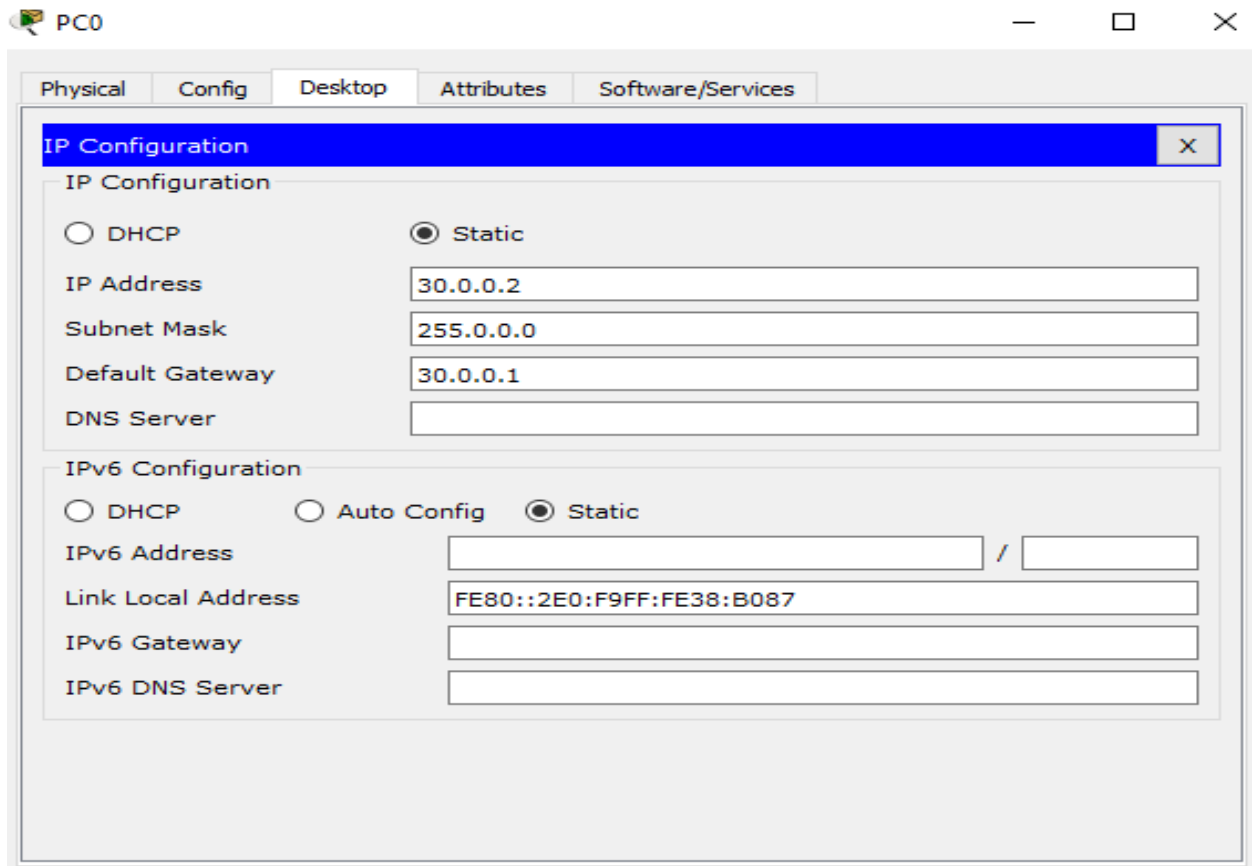 PC0
Physical Config Desktop Attributes Software/Services
IP Configuration X
IP Configuration
DHCP Static
IP Address 30.0.0.2
Subnet Mask 255.0.0.0
Default Gateway 30.0.0.1
DNS Server
IPv6 Configuration
DHCP Auto Config Static
IPv6 Address /
Link Local Address FE80::2E0:F9FF:FE38:B087
IPv6 Gateway
IPv6 DNS Server